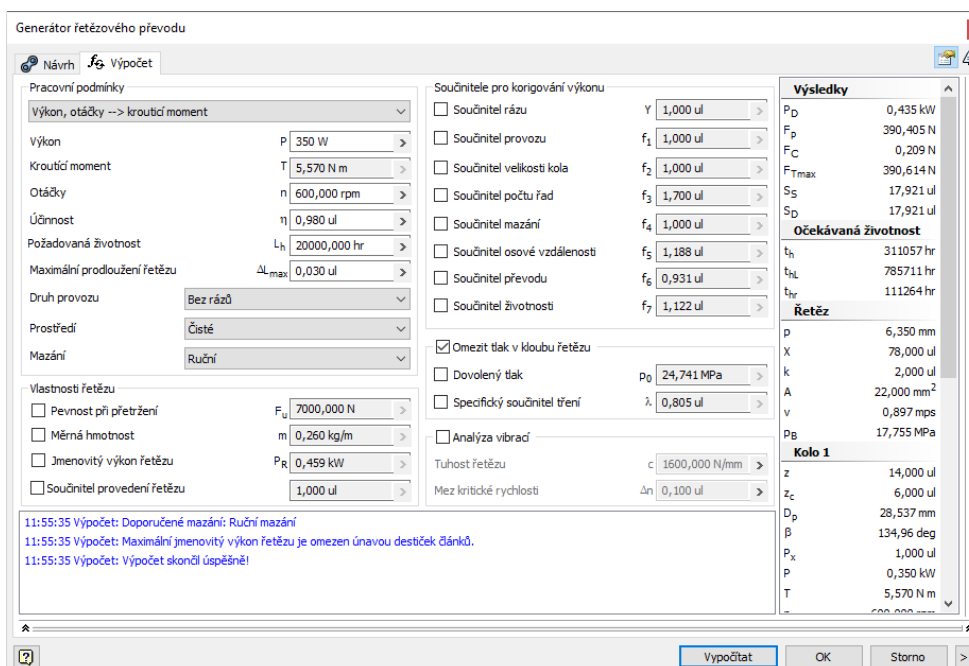 Generátor řetězového převodu
Návrh
Výpočet
Pracovní podmínky
Výkon, otáčky --> krouticí moment
Výkon P 350 W >
Kroutící moment T 5,570 N m >
Otáčky n 600,000 rpm >
Účinnost η 0,980 ul >
Požadovaná životnost Lh 20000,000 hr >
Maximální prodloužení řetězu ΔLmax 0,030 ul >
Druh provozu Bez rázů
Prostředí Čisté
Mazání Ruční
Vlastnosti řetězu
Pevnost při přetržení Fu 7000,000 N >
Měrná hmotnost m 0,260 kg/m >
Jmenovitý výkon řetězu PR 0,459 kW >
Součinitel provedení řetězu 1,000 ul >
Součinitele pro korigování výkonu
Součinitel rázu Y 1,000 ul >
Součinitel provozu f1 1,000 ul >
Součinitel velikosti kola f2 1,000 ul >
Součinitel počtu řad f3 1,700 ul >
Součinitel mazání f4 1,000 ul >
Součinitel osové vzdálenosti f5 1,188 ul >
Součinitel převodu f6 0,931 ul >
Součinitel životnosti f7 1,122 ul >
Omezit tlak v kloubu řetězu
Dovolený tlak p0 24,741 MPa >
Specifický součinitel tření λ 0,805 ul >
Analýza vibrací
Tuhost řetězu c 1600,000 N/mm >
Mez kritické rychlosti Δn 0,100 ul >
Výsledky
PD 0,435 kW
Fp 390,405 N
FC 0,209 N
FTmax 390,614 N
SS 17,921 ul
SD 17,921 ul
Očekávaná životnost
th 311057 hr
thL 785711 hr
thr 111264 hr
Řetěz
p 6,350 mm
X 78,000 ul
k 2,000 ul
A 22,000 mm2
v 0,897 mps
pB 17,755 MPa
Kolo 1
z 14,000 ul
zc 6,000 ul
Dp 28,537 mm
β 134,96 deg
Px 1,000 ul
P 0,350 kW
T 5,570 N m
11:55:35 Výpočet: Doporučené mazání: Ruční mazání
11:55:35 Výpočet: Maximální jmenovitý výkon řetězu je omezen únavou destiček článků.
11:55:35 Výpočet: Výpočet skončil úspěšně!
Vypočítat OK Storno >